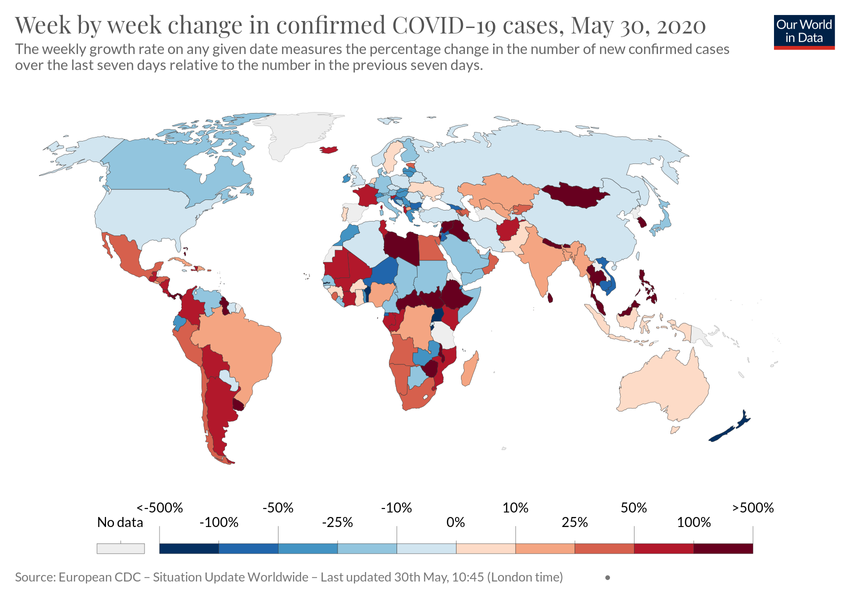 Week by week change in confirmed COVID-19 cases, May 30, 2020
Our World
in Data
The weekly growth rate on any given date measures the percentage change in the number of new confirmed cases
over the last seven days relative to the number in the previous seven days.
<-500% -50% -10% 10% 50% >500%
No data -100% -25% 0% 25% 100%
Source: European CDC – Situation Update Worldwide – Last updated 30th May, 10:45 (London time)